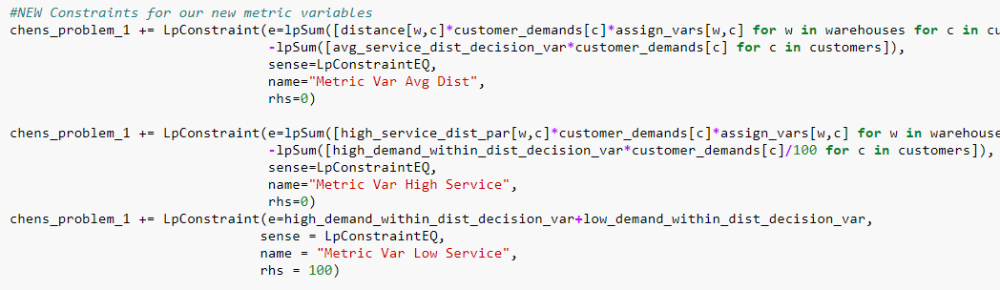 #NEW Constraints for our new metric variables
chens_problem_1 += LpConstraint(e=lpSum([distance[w,c]*customer_demands[c]*assign_vars[w,c] for w in warehouses for c in cu
-lpSum([avg_service_dist_decision_var*customer_demands[c] for c in customers]),
sense=LpConstraintEQ,
name="Metric Var Avg Dist",
rhs=0)
chens_problem_1 += LpConstraint(e=lpSum([high_service_dist_par[w,c]*customer_demands[c]*assign_vars[w,c] for w in warehouse
-lpSum([high_demand_within_dist_decision_var*customer_demands[c]/100 for c in customers]),
sense=LpConstraintEQ,
name="Metric Var High Service",
rhs=0)
chens_problem_1 += LpConstraint(e=high_demand_within_dist_decision_var+low_demand_within_dist_decision_var,
sense = LpConstraintEQ,
name = "Metric Var Low Service",
rhs = 100)